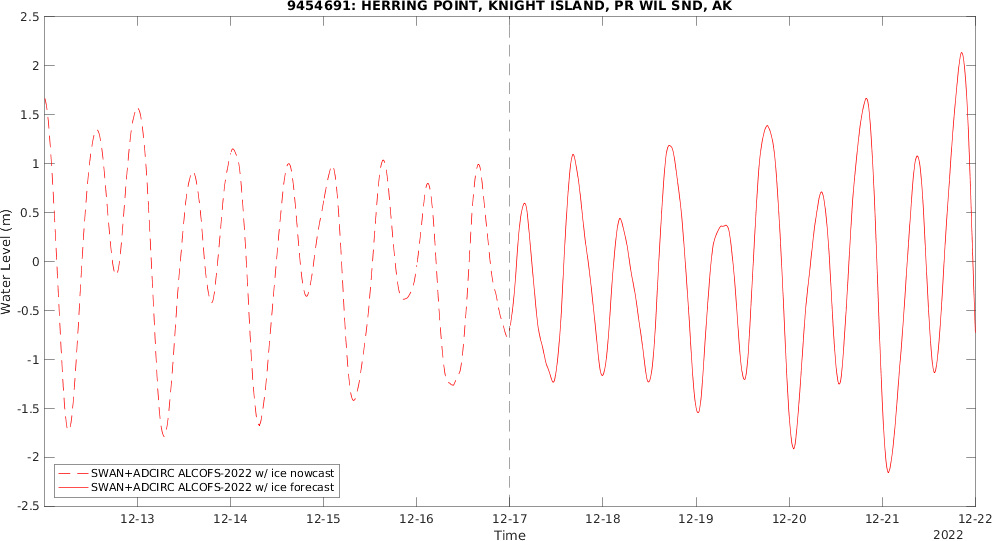 9454691: HERRING POINT, KNIGHT ISLAND, PR WIL SND, AK
Water Level (m)
2.5
2
1.5
1
0.5
0
-0.5
-1
-1.5
-2
-2.5
SWAN+ADCIRC ALCOFS-2022 w/ ice nowcast
SWAN+ADCIRC ALCOFS-2022 w/ ice forecast
12-13 12-14 12-15 12-16 12-17 12-18 12-19 12-20 12-21 12-22
Time
2022